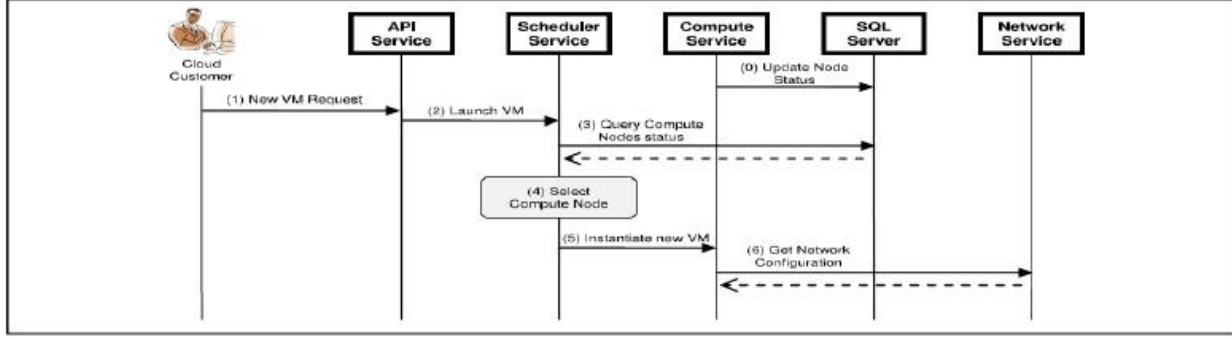 API
Service
Scheduler
Service
Compute
Service
SQL
Server
Network
Service
Cloud
Customer
(0) Update Node
Status
(1) New VM Request
(2) Launch VM
(3) Query Compute
Nodes status
(4) Select
Compute Node
(5) Instantiate new VM
(6) Get Network
Configuration